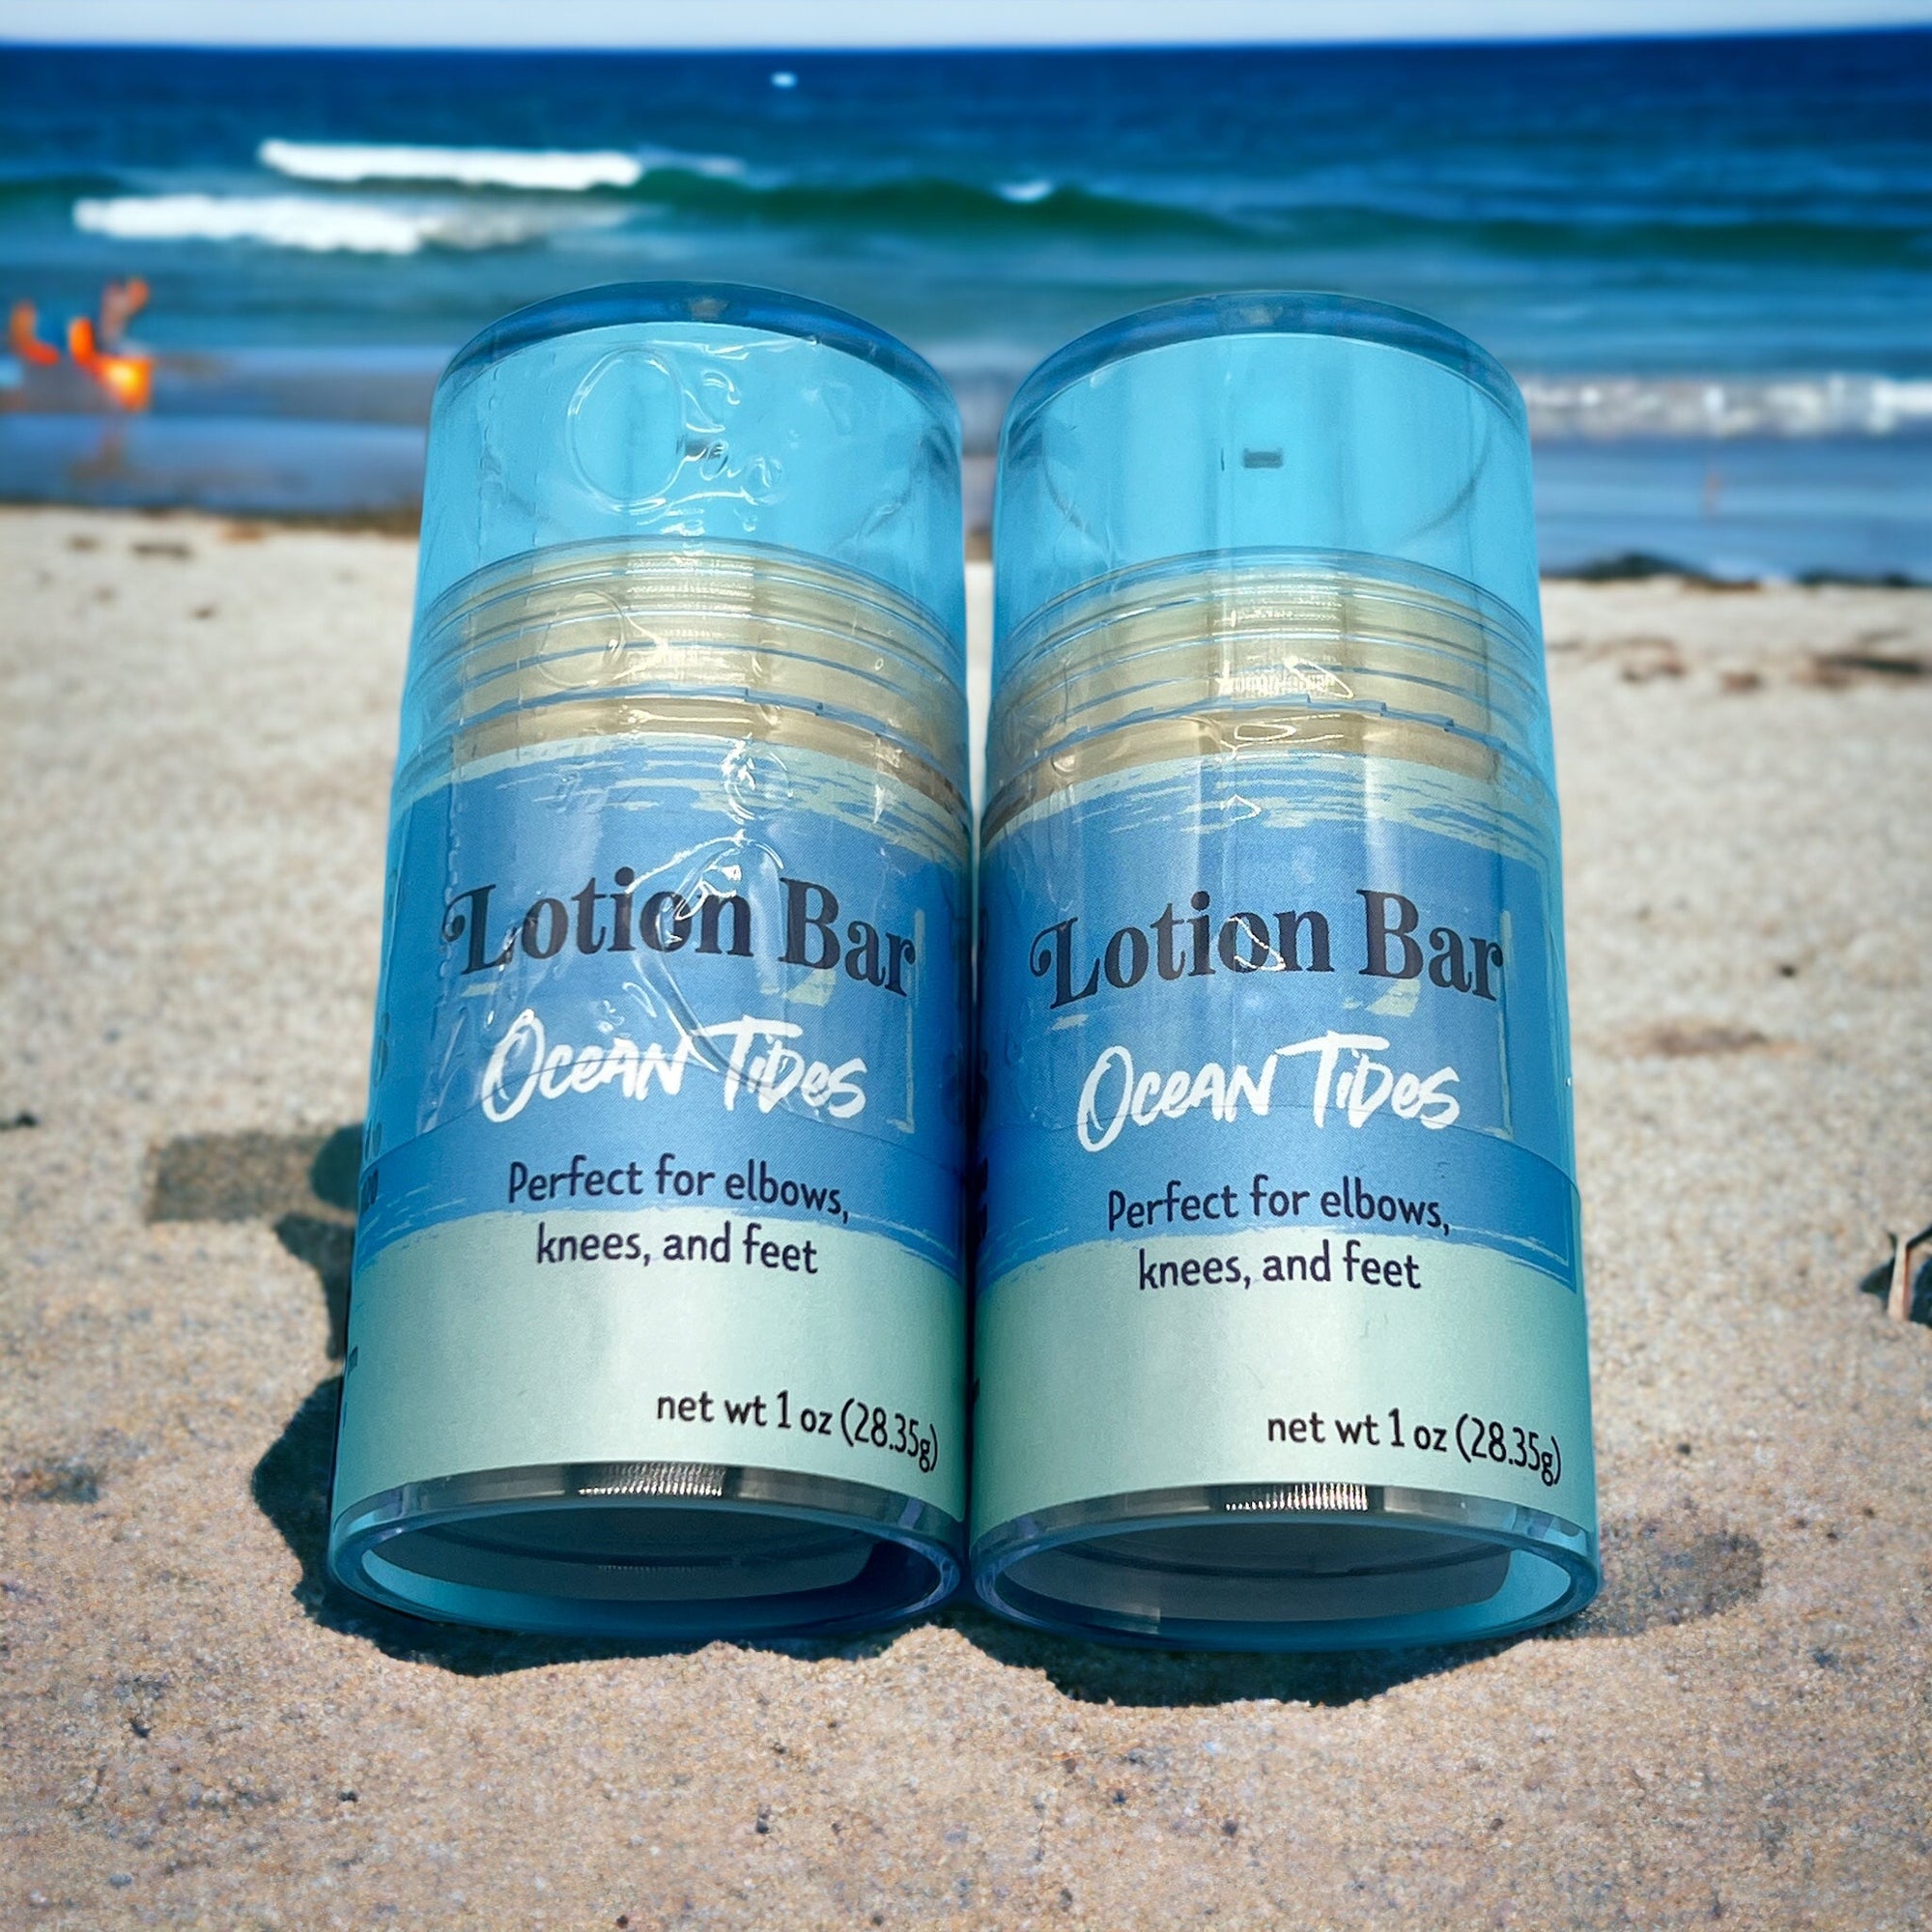 Lotion Bar
Ocean Tides
Perfect for elbows,
knees, and feet
net wt 1 oz (28.35g)
Lotion Bar
Ocean Tides
Perfect for elbows,
knees, and feet
net wt 1 oz (28.35g)